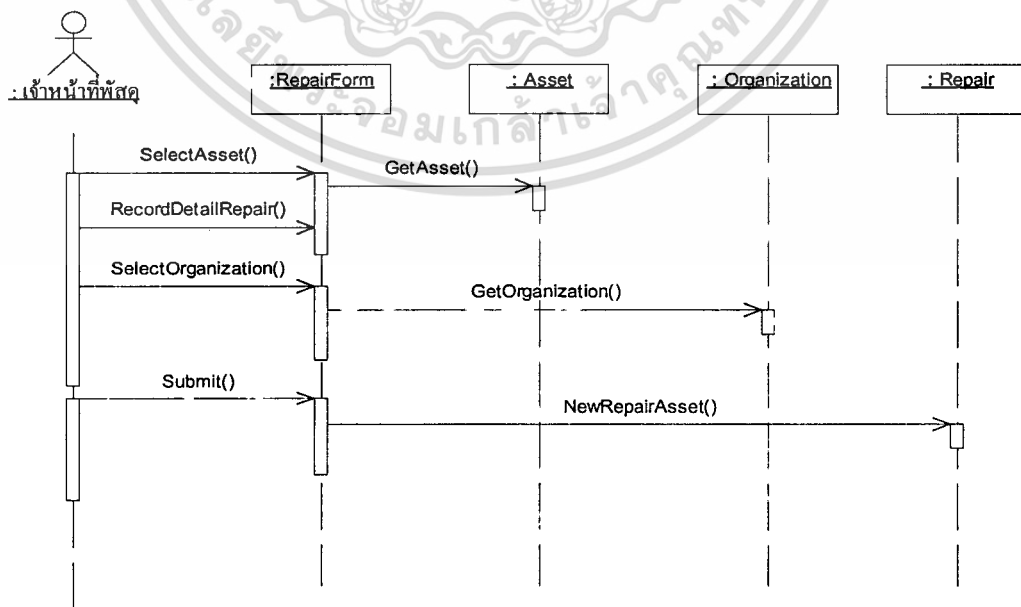 : เจ้าหน้าที่พัสดุ
:RepairForm
: Asset
: Organization
: Repair
SelectAsset()
GetAsset()
RecordDetailRepair()
SelectOrganization()
GetOrganization()
Submit()
NewRepairAsset()